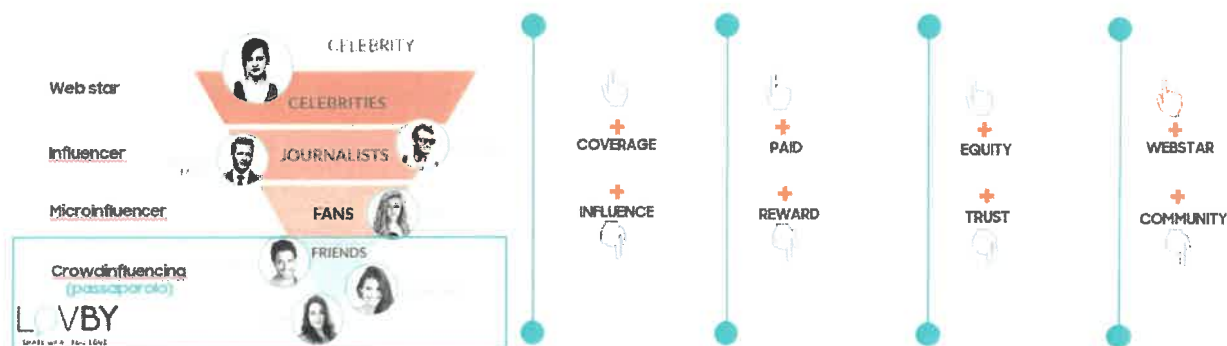 CELEBRITY
Web star
CELEBRITIES
Influencer
JOURNALISTS
Microinfluencer
FANS
FRIENDS
Crowdinfluencing
(passaparola)
LOVBY
+
COVERAGE
+
INFLUENCE
+
PAID
+
REWARD
+
EQUITY
+
TRUST
+
WEBSTAR
+
COMMUNITY